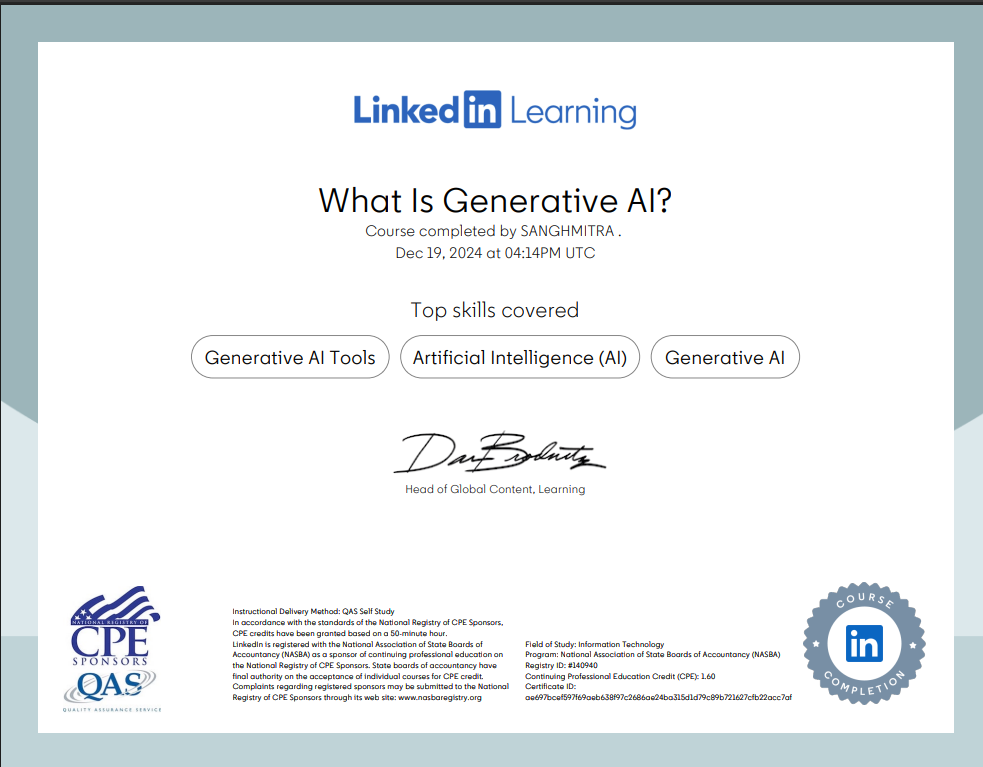 Linked in Learning
What Is Generative AI?
Course completed by SANGHMITRA .
Dec 19, 2024 at 04:14PM UTC
Top skills covered
Generative AI Tools
Artificial Intelligence (AI)
Generative AI
Dan Brodnitz
Head of Global Content, Learning
NATIONAL REGISTRY OF
CPE
SPONSORS
QAS
QUALITY ASSURANCE SERVICE
Instructional Delivery Method: QAS Self Study
In accordance with the standards of the National Registry of CPE Sponsors,
CPE credits have been granted based on a 50-minute hour.
LinkedIn is registered with the National Association of State Boards of
Accountancy (NASBA) as a sponsor of continuing professional education on
the National Registry of CPE Sponsors. State boards of accountancy have
final authority on the acceptance of individual courses for CPE credit.
Complaints regarding registered sponsors may be submitted to the National
Registry of CPE Sponsors through its web site: www.nasbaregistry.org
Field of Study: Information Technology
Program: National Association of State Boards of Accountancy (NASBA)
Registry ID: #140940
Continuing Professional Education Credit (CPE): 1.60
Certificate ID:
COURSE
in
COMPLETION